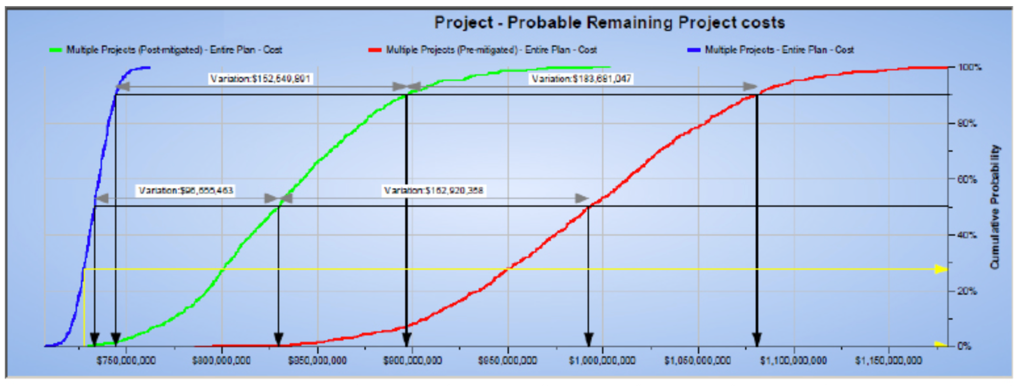 Project - Probable Remaining Project costs
Multiple Projects (Post-mitigated) - Entire Plan - Cost
Multiple Projects (Pre-mitigated) - Entire Plan - Cost
Multiple Projects - Entire Plan - Cost
Variation:$152,549,891
Variation:$183,681,047
Variation:$96,655,463
Variation:$162,920,358
100%
80%
60%
40%
20%
0%
Cumulative Probability
$750,000,000
$800,000,000
$850,000,000
$900,000,000
$950,000,000
$1,000,000,000
$1,050,000,000
$1,100,000,000
$1,150,000,000